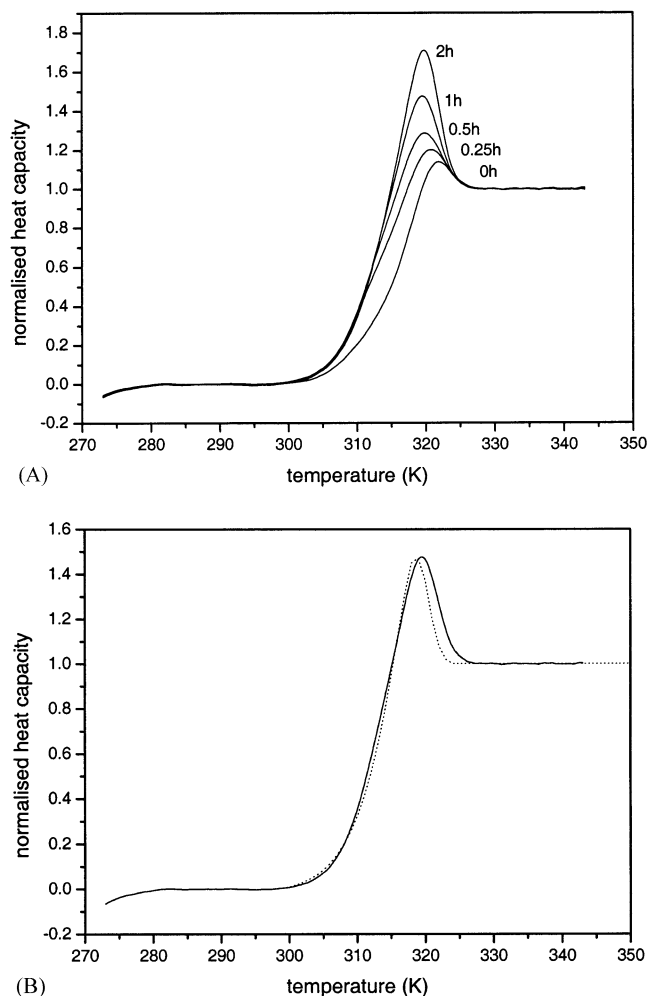 normalised heat capacity
1.8
1.6
1.4
1.2
1.0
0.8
0.6
0.4
0.2
0.0
-0.2
2h
1h
0.5h
0.25h
0h
270 280 290 300 310 320 330 340 350
temperature (K)
(A)
normalised heat capacity
1.6
1.4
1.2
1.0
0.8
0.6
0.4
0.2
0.0
-0.2
270 280 290 300 310 320 330 340 350
temperature (K)
(B)